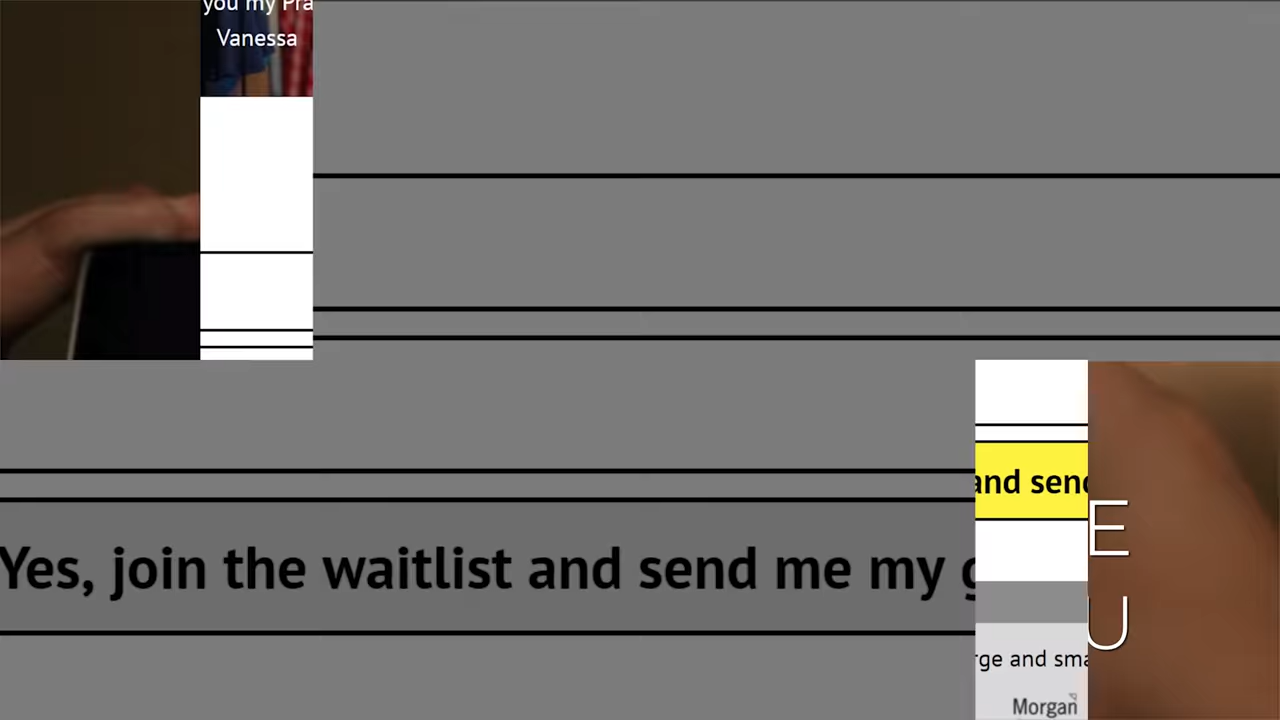 you my Pra
Vanessa
and send
E
Yes, join the waitlist and send me my g
U
rge and sma
Morgan